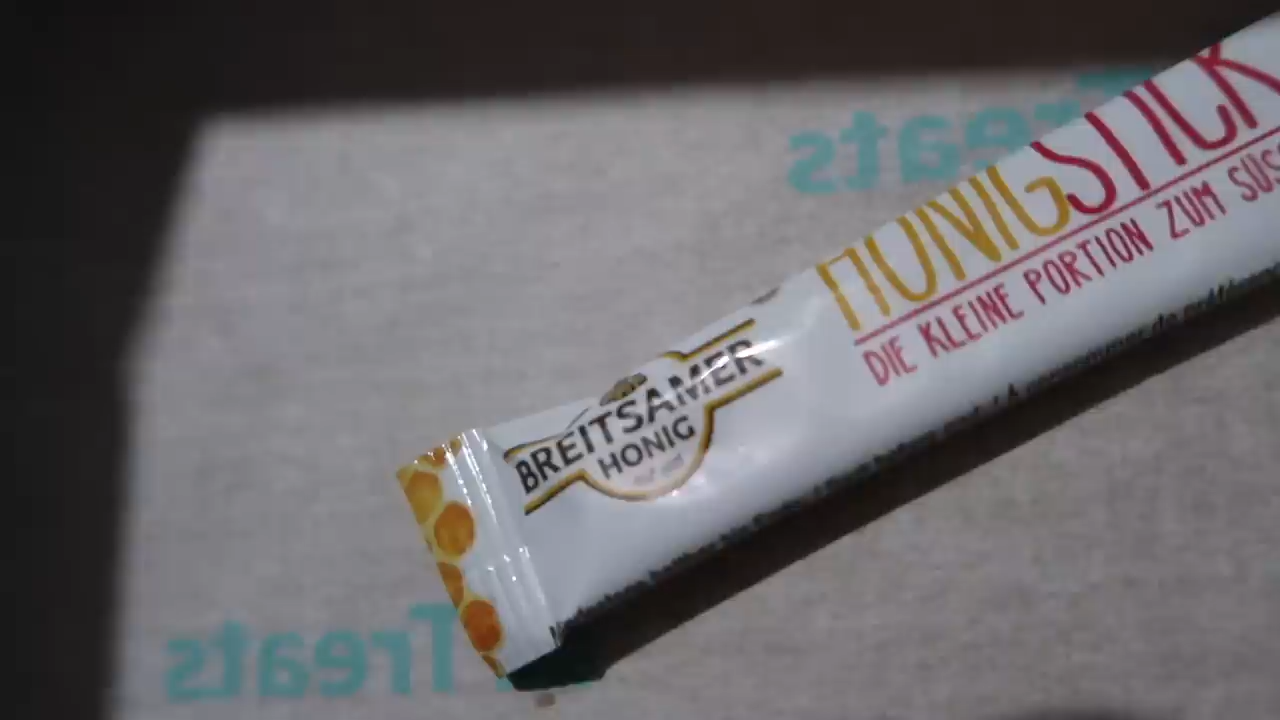 Treats
HONIGSTICK
DIE KLEINE PORTION ZUM SÜSS
BREITSAMER
HONIG
Treats